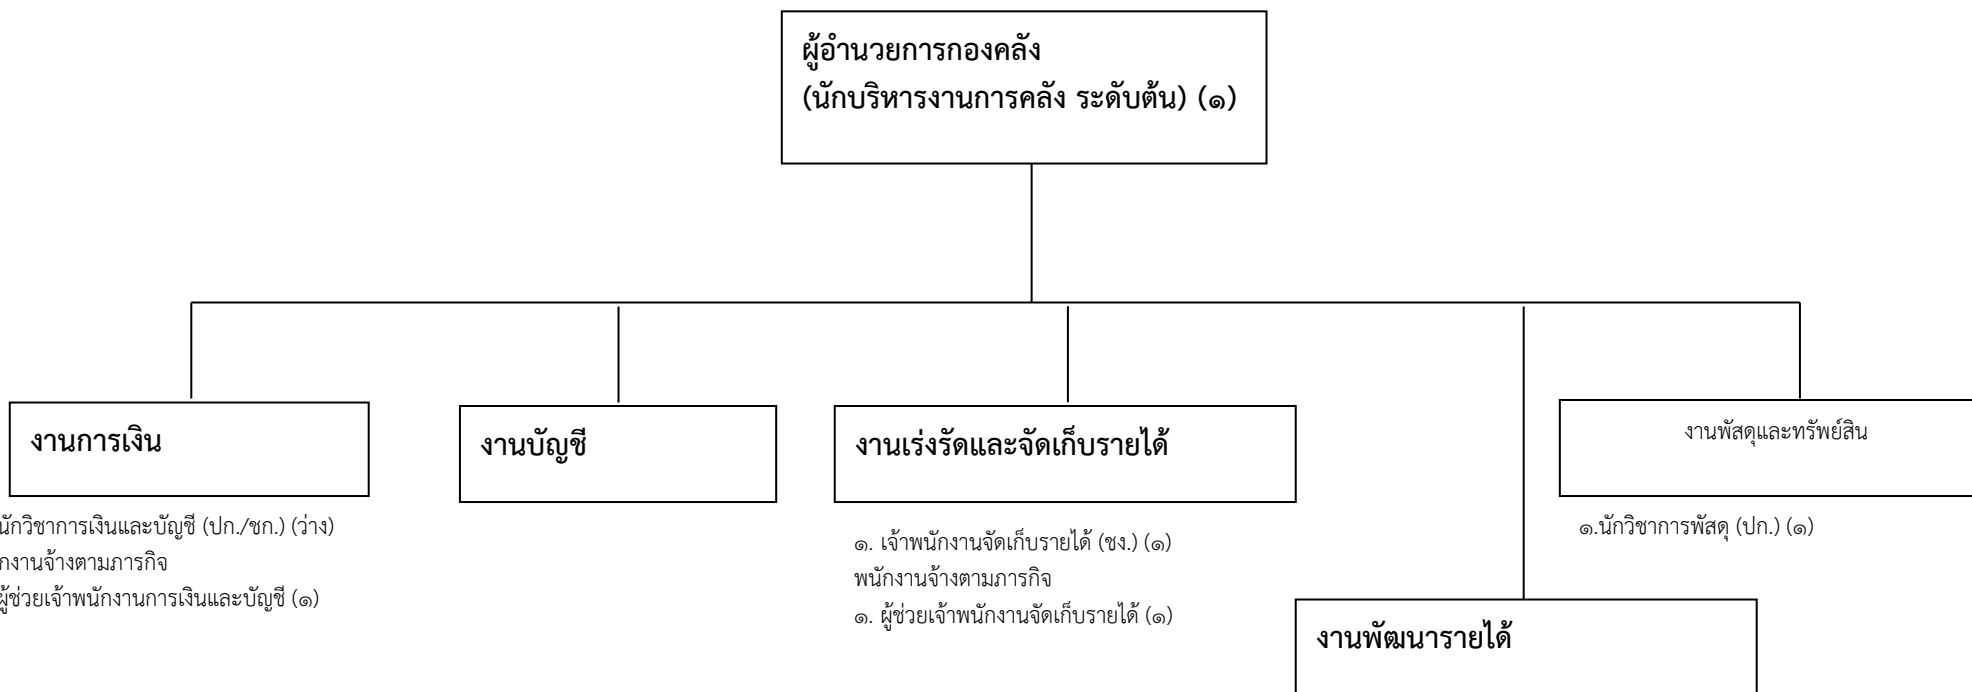 ผู้อำนวยการกองคลัง
(นักบริหารงานการคลัง ระดับต้น) (๑)
งานการเงิน
นักวิชาการเงินและบัญชี (ปก./ชก.) (ว่าง)
กงานจ้างตามภารกิจ
ผู้ช่วยเจ้าพนักงานการเงินและบัญชี (๑)
งานบัญชี
งานเร่งรัดและจัดเก็บรายได้
๑. เจ้าพนักงานจัดเก็บรายได้ (ชง.) (๑)
พนักงานจ้างตามภารกิจ
๑. ผู้ช่วยเจ้าพนักงานจัดเก็บรายได้ (๑)
งานพัฒนารายได้
งานพัสดุและทรัพย์สิน
๑.นักวิชาการพัสดุ (ปก.) (๑)